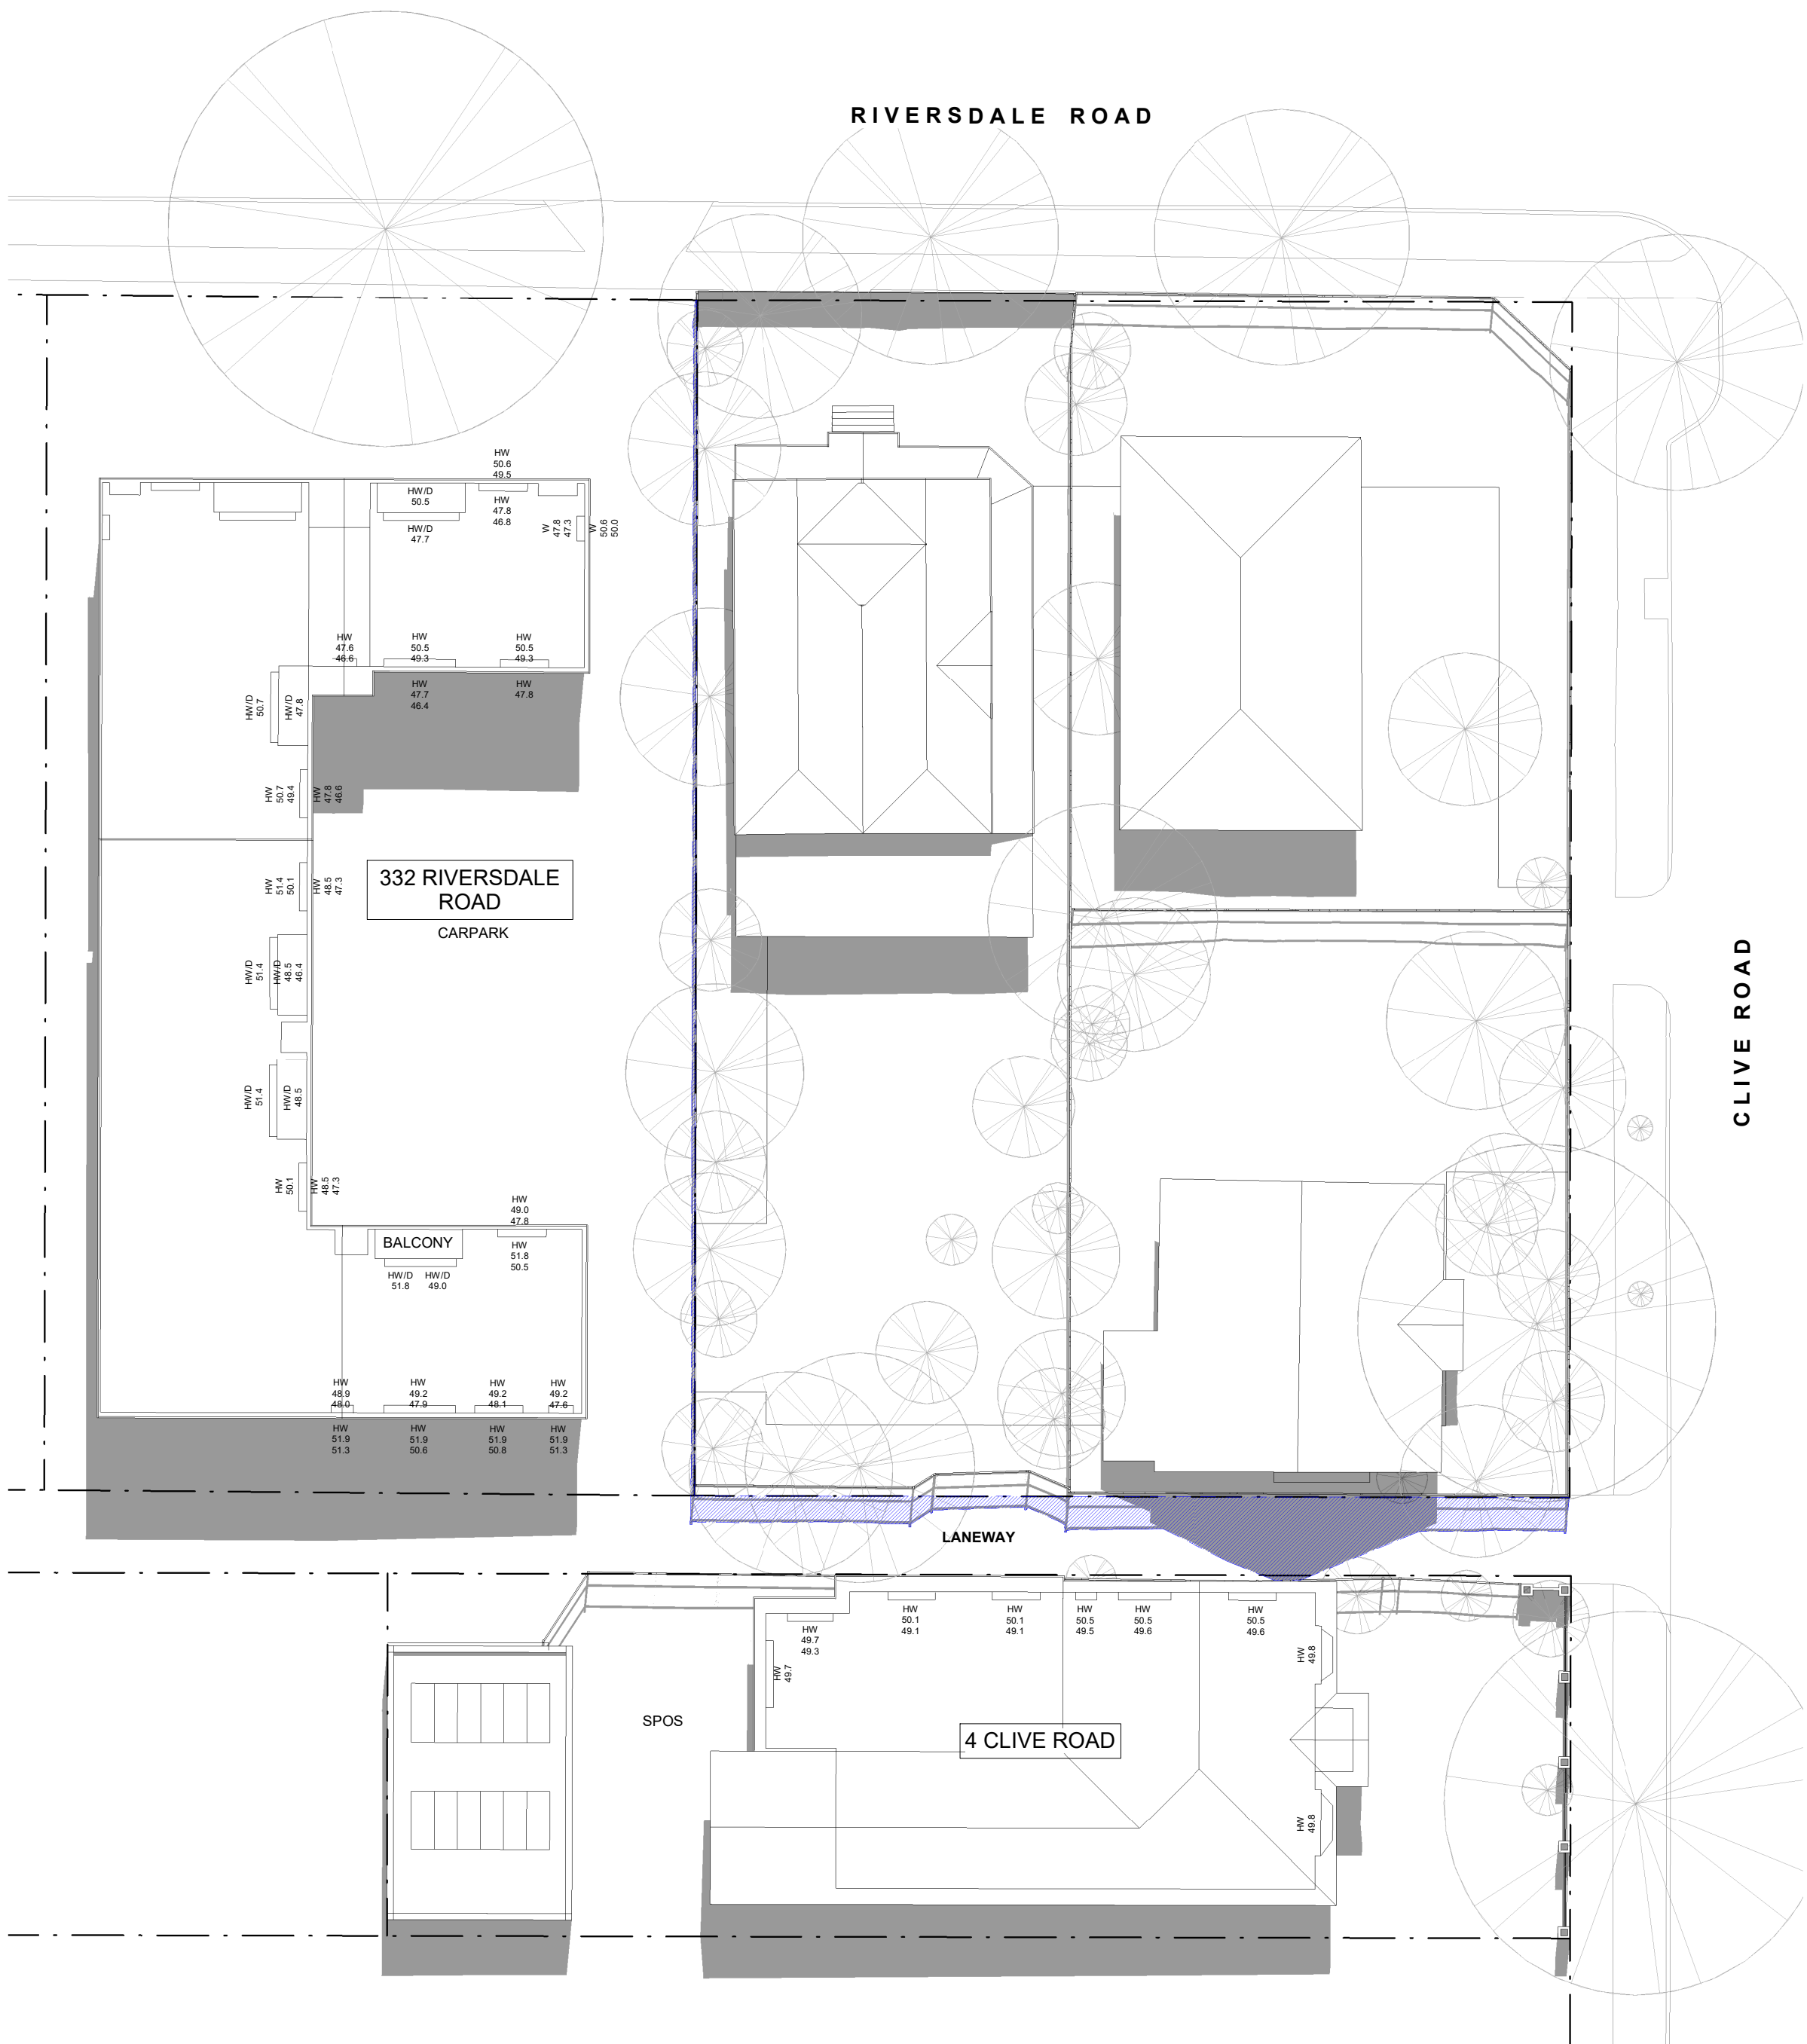 RIVERSDALE ROAD
HW
50.6
49.5
HW/D
50.5
HW
47.8
46.8
HW/D
47.7
W
47.8
47.3
W
50.6
50.0
HW
47.6
46.6
HW
50.5
49.3
HW
50.5
49.3
HW
47.7
46.4
HW
47.8
HW/D
50.7
HW/D
47.8
HW
50.7
49.4
HW
47.8
46.6
332 RIVERSDALE
ROAD
CARPARK
HW
51.4
50.1
HW
48.5
47.3
HW/D
51.4
HW/D
48.5
46.4
CLIVE ROAD
HW/D
51.4
HW/D
48.5
HW
50.1
HW
48.5
47.3
HW
49.0
47.8
BALCONY
HW
51.8
50.5
HW/D
51.8
HW/D
49.0
HW
48.9
48.0
HW
49.2
47.9
HW
49.2
48.1
HW
49.2
47.6
HW
51.9
51.3
HW
51.9
50.6
HW
51.9
50.8
HW
51.9
51.3
LANEWAY
HW
49.7
49.3
HW
50.1
49.1
HW
50.1
49.1
HW
50.5
49.5
HW
50.5
49.6
HW
50.5
49.6
HW
49.7
HW
49.8
SPOS
4 CLIVE ROAD
HW
49.8